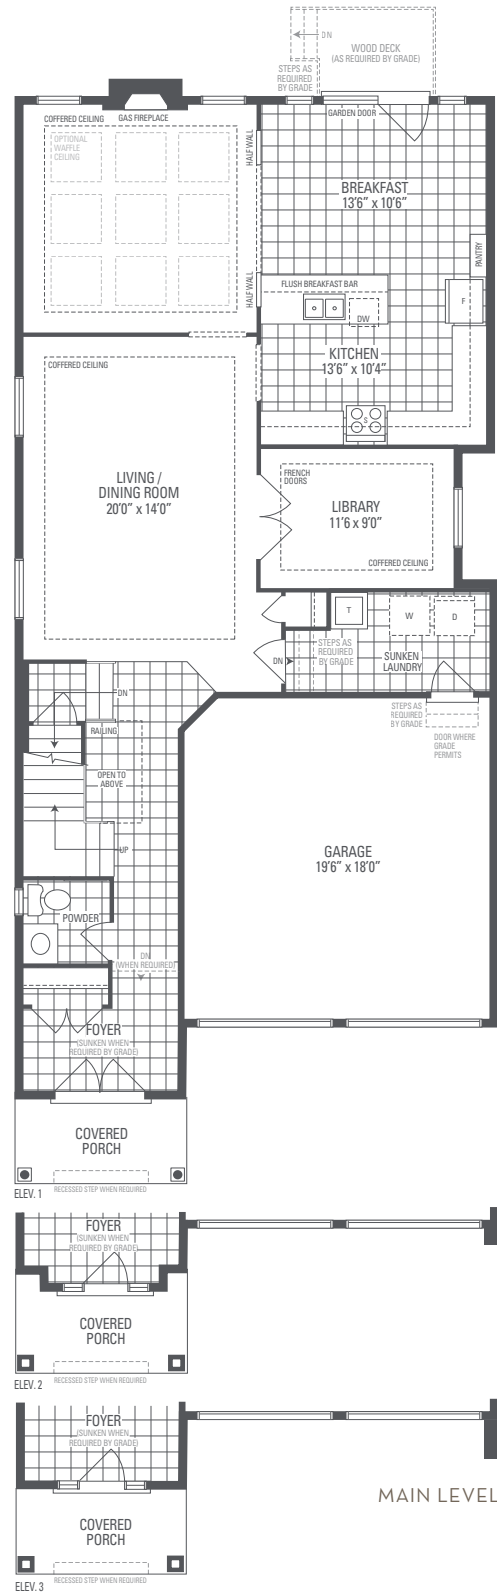 DN
WOOD DECK
(AS REQUIRED BY GRADE)
STEPS AS
REQUIRED
BY GRADE
COFFERED CEILING
GAS FIREPLACE
GARDEN DOOR
OPTIONAL
WAFFLE
CEILING
HALF WALL
BREAKFAST
13'6" x 10'6"
PANTRY
HALF WALL
FLUSH BREAKFAST BAR
F
DW
KITCHEN
13'6" x 10'4"
COFFERED CEILING
S
LIVING /
DINING ROOM
20'0" x 14'0"
FRENCH
DOORS
LIBRARY
11'6 x 9'0"
COFFERED CEILING
T
W
D
STEPS AS
REQUIRED
BY GRADE
DN
SUNKEN
LAUNDRY
DN
RAILING
STEPS AS
REQUIRED
BY GRADE
DOOR WHERE
GRADE
PERMITS
OPEN TO
ABOVE
UP
GARAGE
19'6" x 18'0"
POWDER
DN
(WHEN REQUIRED)
FOYER
(SUNKEN WHEN
REQUIRED BY GRADE)
COVERED
PORCH
ELEV. 1
RECESSED STEP WHEN REQUIRED
FOYER
(SUNKEN WHEN
REQUIRED BY GRADE)
COVERED
PORCH
ELEV. 2
RECESSED STEP WHEN REQUIRED
FOYER
(SUNKEN WHEN
REQUIRED BY GRADE)
MAIN LEVEL
COVERED
PORCH
ELEV. 3
RECESSED STEP WHEN REQUIRED